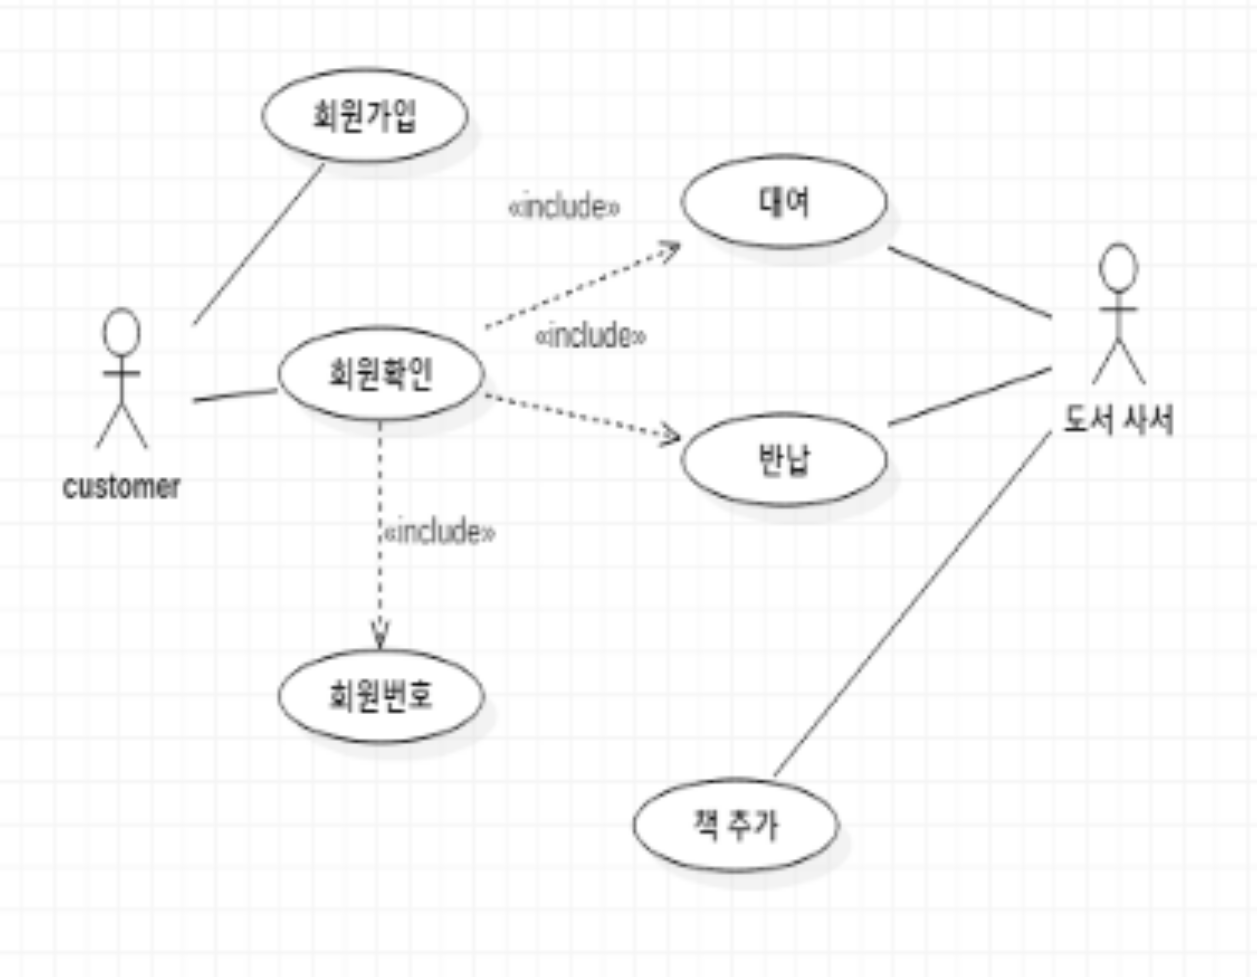 회원가입
«include»
대여
«include»
회원확인
도서 사서
반납
customer
«include»
회원번호
책 추가